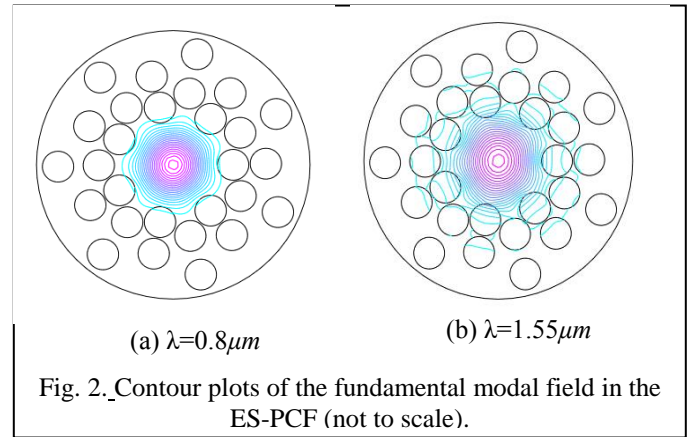 (a) λ=0.8μm
(b) λ=1.55μm
Fig. 2. Contour plots of the fundamental modal field in the
ES-PCF (not to scale).